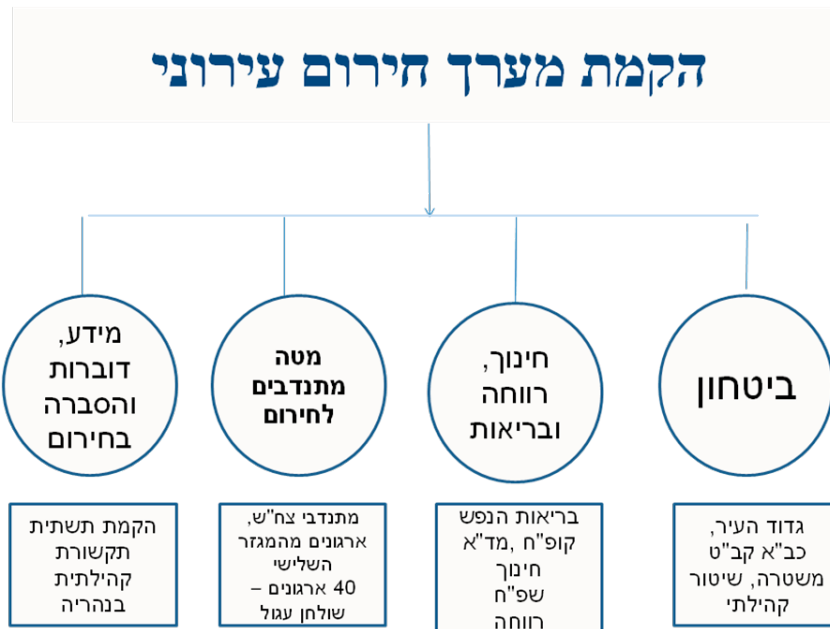 הקמת מערך חירום עירוני
ביטחון
גדוד העיר,
כב"א קב"ט
משטרה, שיטור
קהילתי
חינוך,
רווחה
ובריאות
בריאות הנפש
קופ"ח ,מד"א
חינוך
שפ"ח
רווחה
מטה
מתנדבים
לחירום
מתנדבי צח"ש,
ארגונים מהמגזר
השלישי
40 ארגונים –
שולחן עגול
מידע,
דוברות
והסברה
בחירום
הקמת תשתית
תקשורת
קהילתית
בנהריה